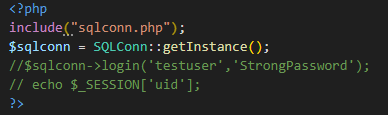 <?php
include("sqlconn.php");
$sqlconn = SQLConn::getInstance();
//$sqlconn->login('testuser','StrongPassword');
// echo $_SESSION['uid'];
?>